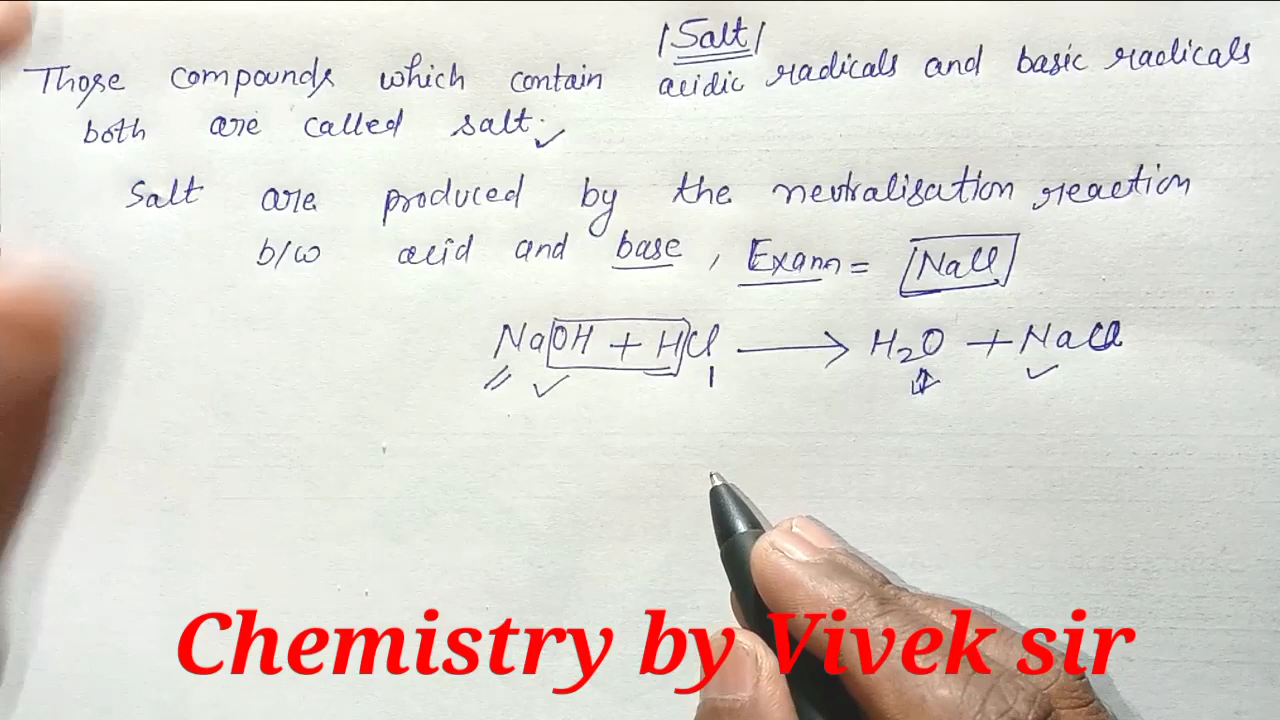 |Salt|
Those compounds which contain acidic radicals and basic radicals
both are called salt.
Salt are produced by the neutralisation reaction
b/w acid and base, Exam = NaCl
NaOH + HCl → H₂O + NaCl
Chemistry by Vivek sir